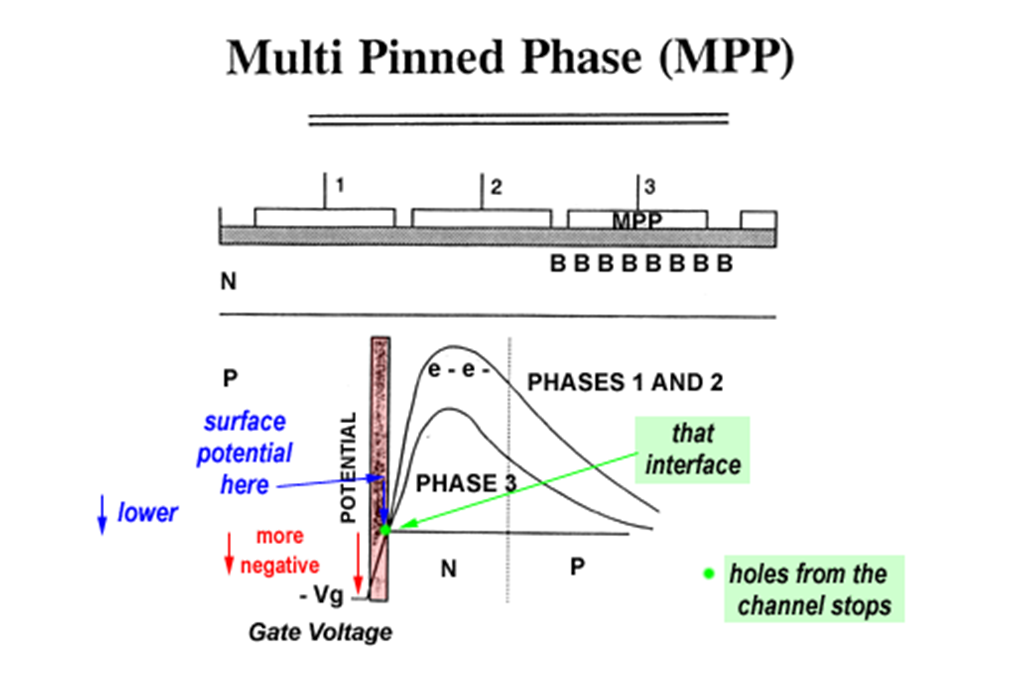 Multi Pinned Phase (MPP)
1
2
3
MPP
B B B B B B B B
N
P
e - e -
PHASES 1 AND 2
surface
potential
here
POTENTIAL
that
interface
PHASE 3
lower
more
negative
N
P
- Vg
Gate Voltage
holes from the
channel stops